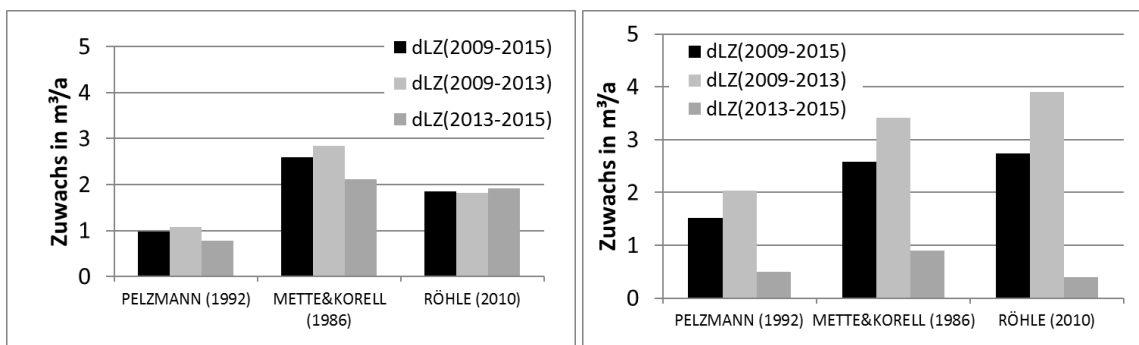 Zuwachs in m³/a
5
4
3
2
1
0
dLZ(2009-2015)
dLZ(2009-2013)
dLZ(2013-2015)
PELZMANN (1992)
METTE&KORELL
(1986)
RÖHLE (2010)
Zuwachs in m³/a
5
4
3
2
1
0
dLZ(2009-2015)
dLZ(2009-2013)
dLZ(2013-2015)
PELZMANN (1992)
METTE&KORELL (1986)
RÖHLE (2010)